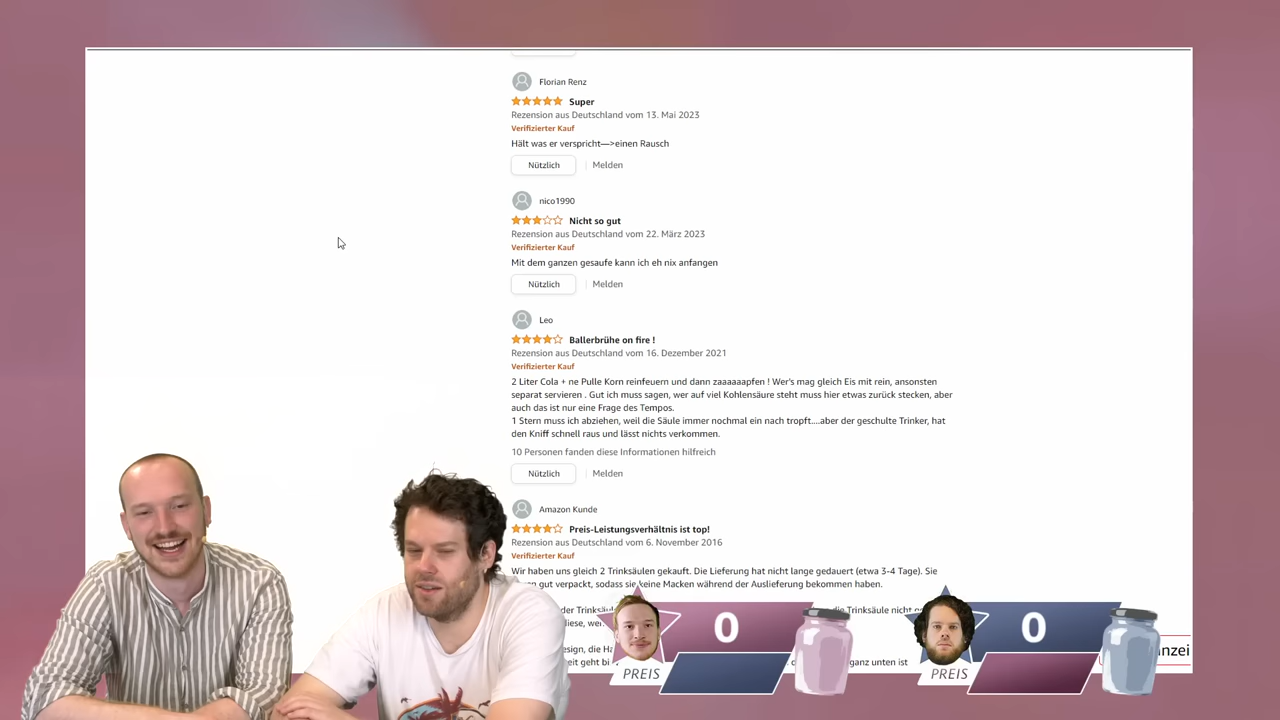 Florian Renz
Super
Rezension aus Deutschland vom 13. Mai 2023
Verifizierter Kauf
Hält was er verspricht—>einen Rausch
Nützlich
Melden
nico1990
Nicht so gut
Rezension aus Deutschland vom 22. März 2023
Verifizierter Kauf
Mit dem ganzen gesaufe kann ich eh nix anfangen
Nützlich
Melden
Leo
Ballerbrühe on fire !
Rezension aus Deutschland vom 16. Dezember 2021
Verifizierter Kauf
2 Liter Cola + ne Pulle Korn reinfeuern und dann zaaaaaapfen ! Wer's mag gleich Eis mit rein, ansonsten
separat servieren . Gut ich muss sagen, wer auf viel Kohlensäure steht muss hier etwas zurück stecken, aber
auch das ist nur eine Frage des Tempos.
1 Stern muss ich abziehen, weil die Säule immer nochmal ein nach tropft....aber der geschulte Trinker, hat
den Kniff schnell raus und lässt nichts verkommen.
10 Personen fanden diese Informationen hilfreich
Nützlich
Melden
Amazon Kunde
Preis-Leistungsverhältnis ist top!
Rezension aus Deutschland vom 6. November 2016
Verifizierter Kauf
Wir haben uns gleich 2 Trinksäulen gekauft. Die Lieferung hat nicht lange gedauert (etwa 3-4 Tage). Sie
gut verpackt, sodass sie keine Macken während der Auslieferung bekommen haben.
der die Trinksäule nicht
die
ganz unten ist
0
PREIS
0
PREIS